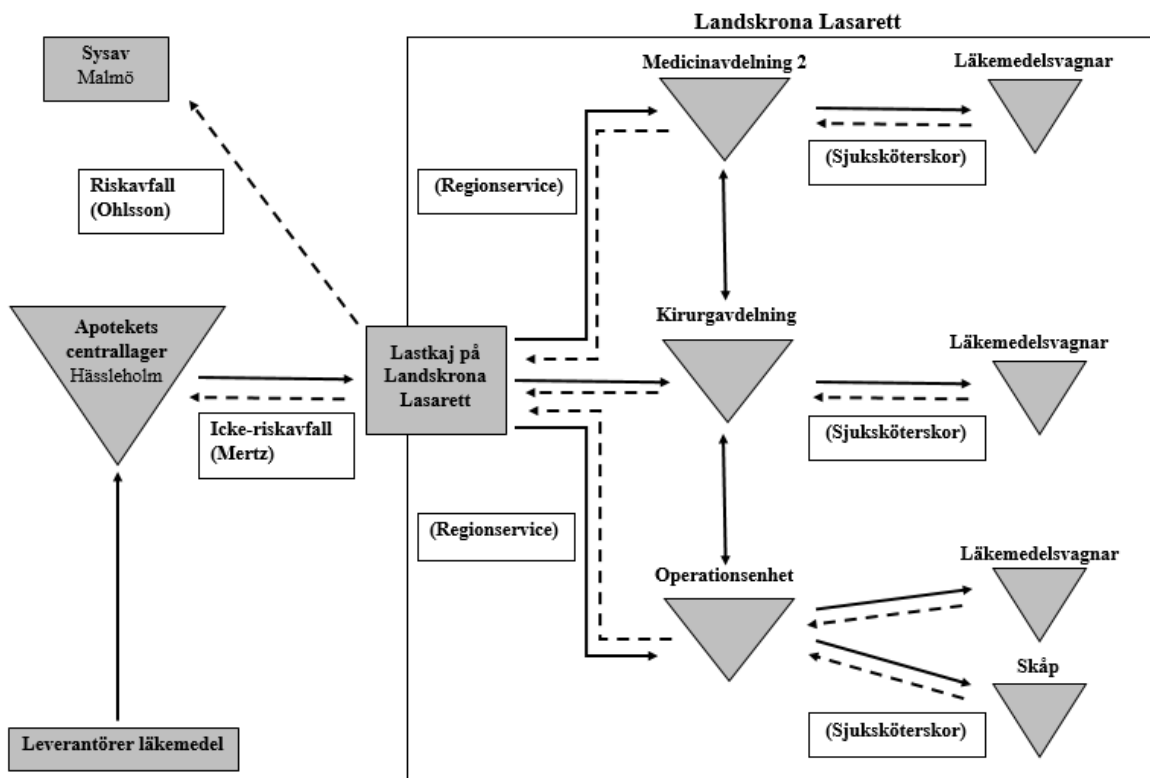 Landskrona Lasarett
Sysav
Malmö
Medicinavdelning 2
Läkemedelsvagnar
(Sjuksköterskor)
Riskavfall
(Ohlsson)
(Regionservice)
Apotekets
centrallager
Hässleholm
Lastkaj på
Landskrona
Lasarett
Kirurgavdelning
Läkemedelsvagnar
(Sjuksköterskor)
Icke-riskavfall
(Mertz)
(Regionservice)
Operationsenhet
Läkemedelsvagnar
Skåp
(Sjuksköterskor)
Leverantörer läkemedel